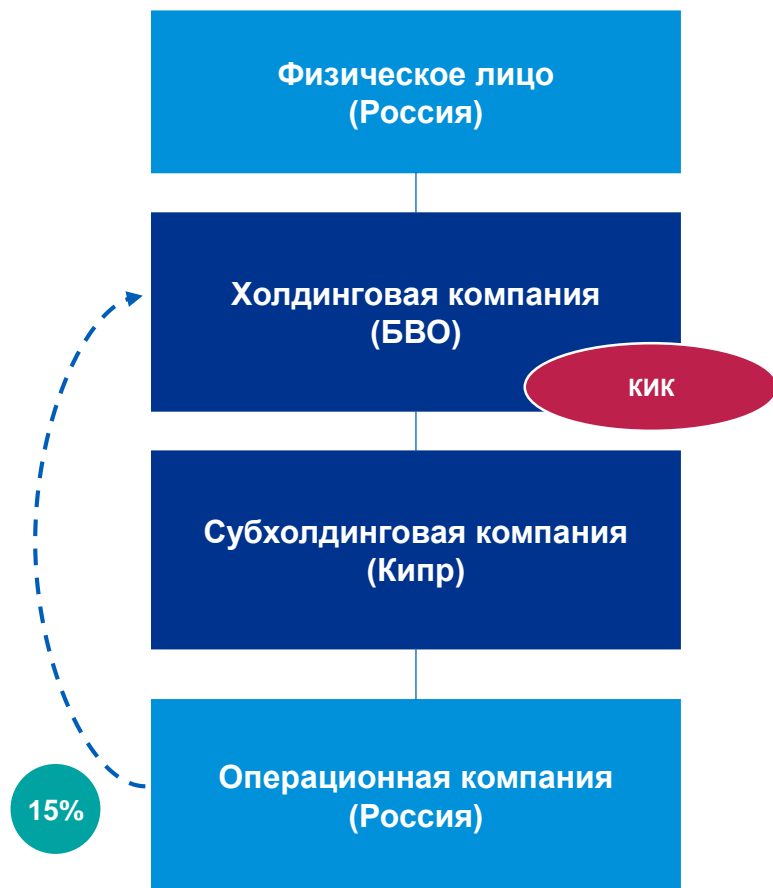 Физическое лицо
(Россия)
Холдинговая компания
(БВО)
КИК
Субхолдинговая компания
(Кипр)
Операционная компания
(Россия)
15%